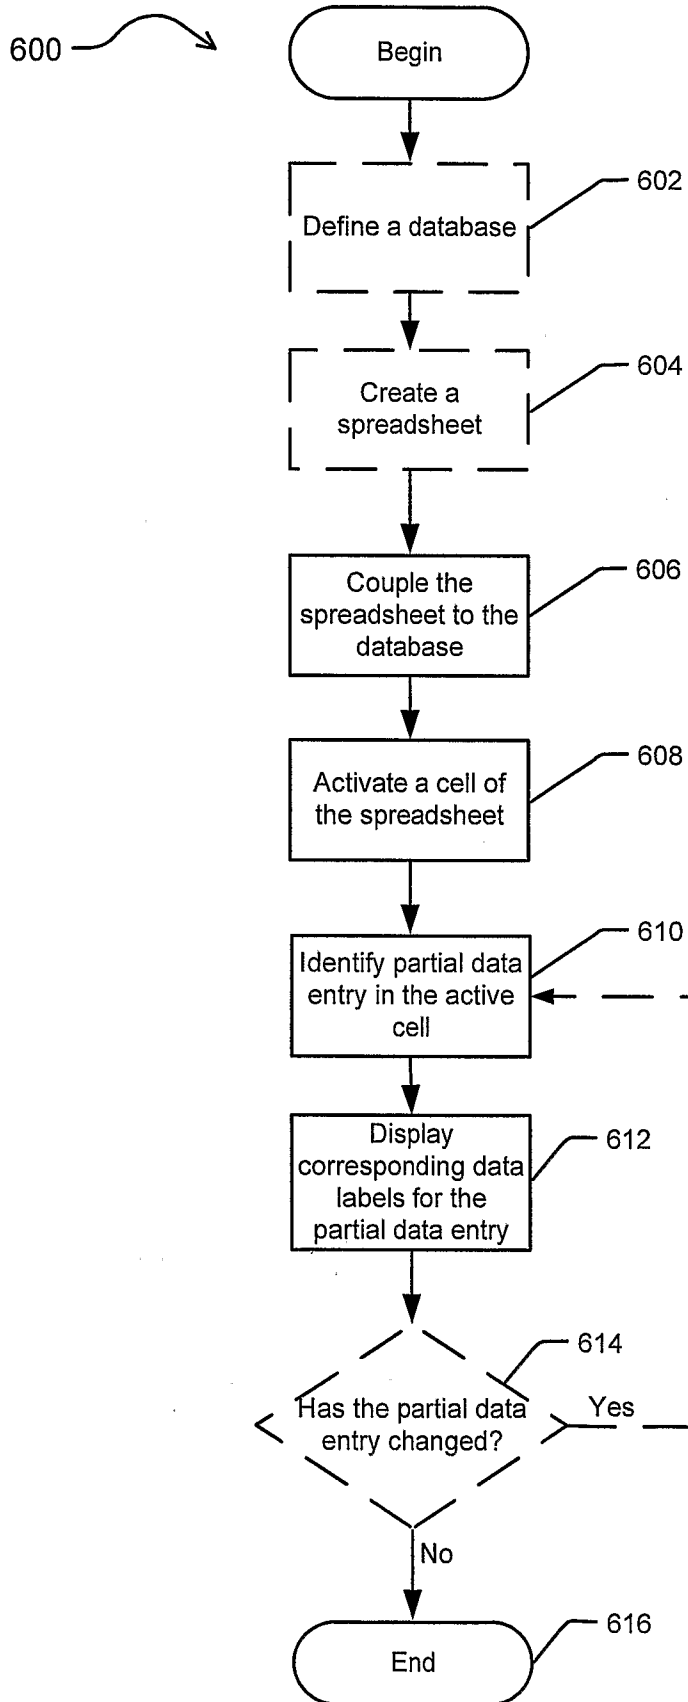 600
Begin
602
Define a database
604
Create a
spreadsheet
606
Couple the
spreadsheet to the
database
608
Activate a cell of
the spreadsheet
610
Identify partial data
entry in the active
cell
612
Display
corresponding data
labels for the
partial data entry
614
Has the partial data
entry changed?
Yes
No
616
End